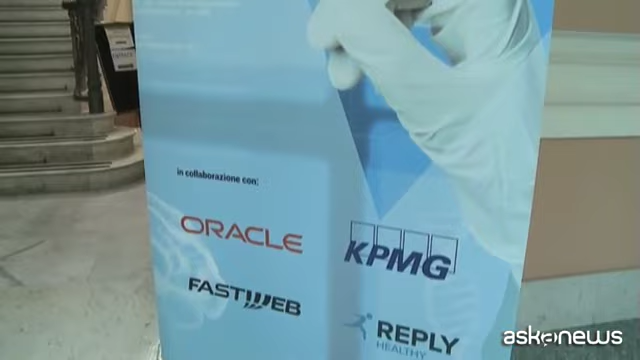 in collaborazione con:
ORACLE
KPMG
FASTWEB
REPLY
HEALTHY
askanews